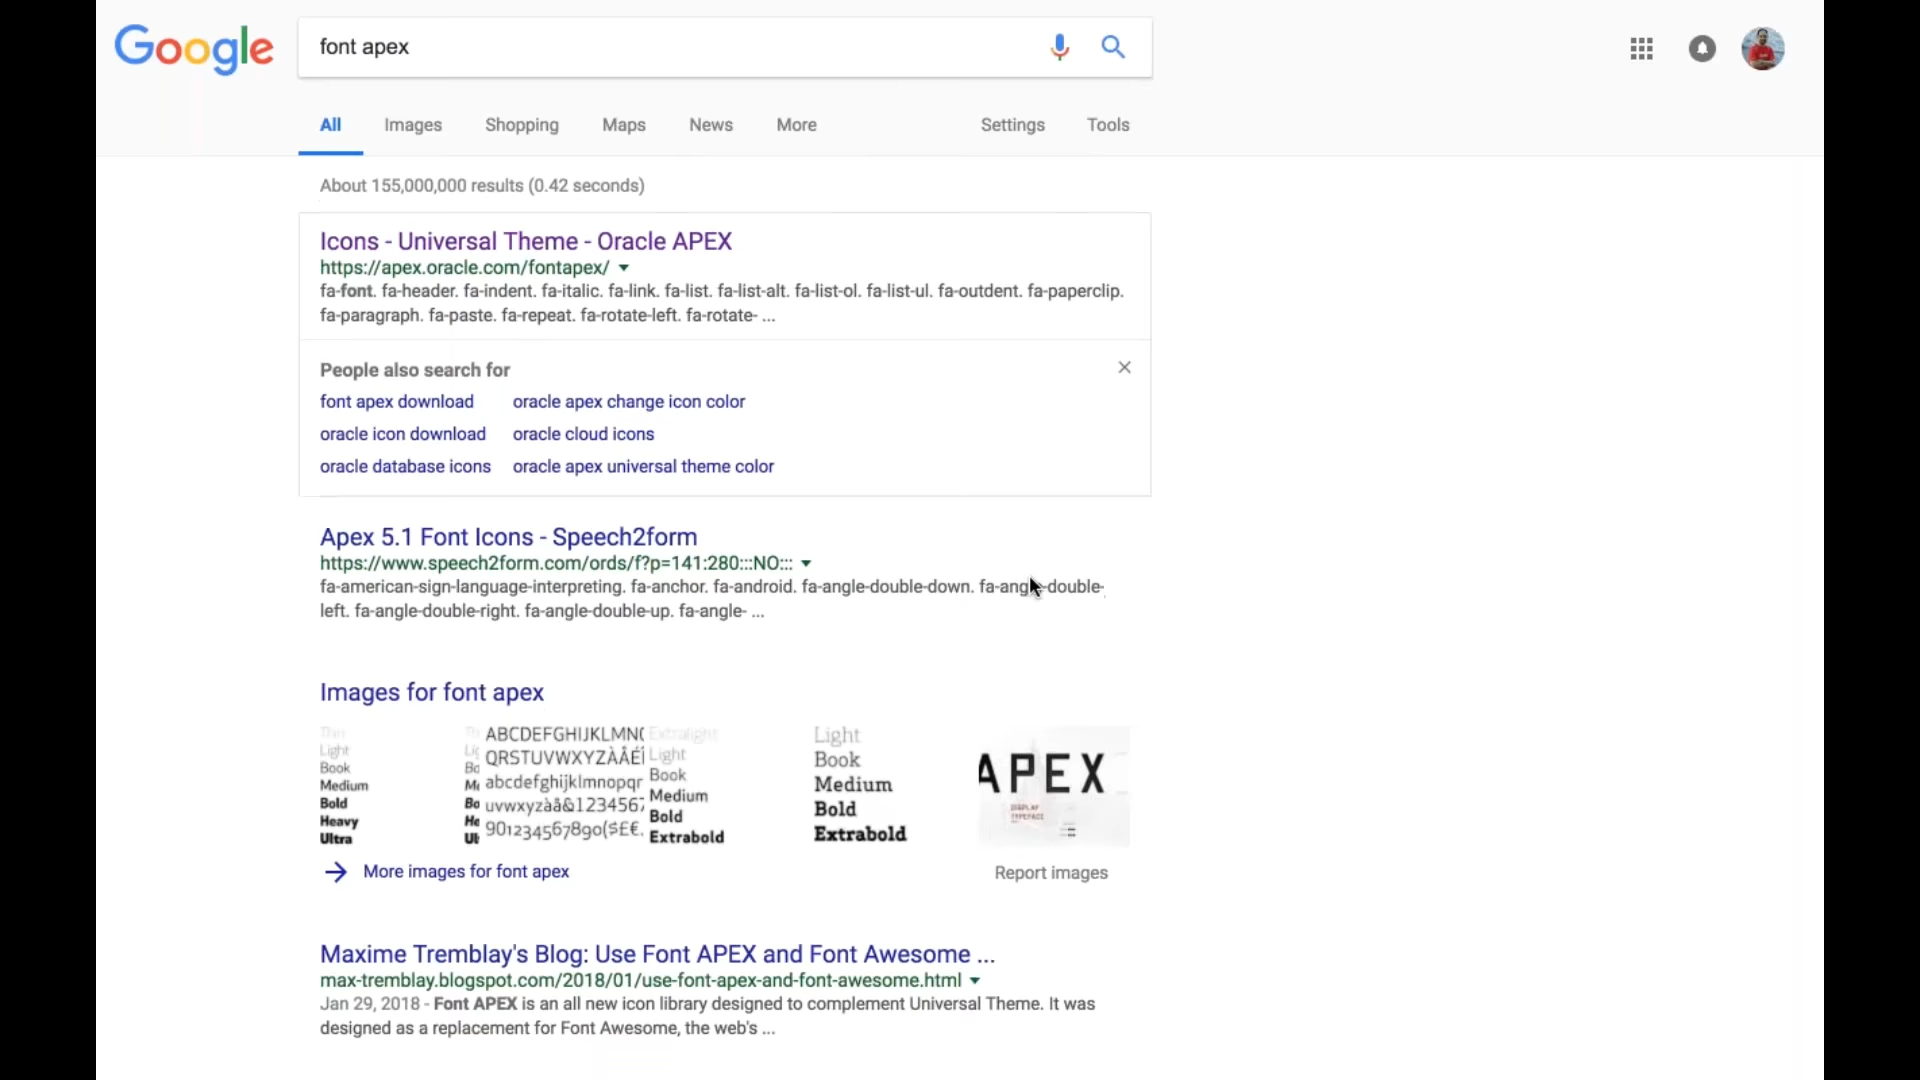 Google
font apex
All Images Shopping Maps News More Settings Tools
About 155,000,000 results (0.42 seconds)
Icons - Universal Theme - Oracle APEX
https://apex.oracle.com/fontapex/
fa-font. fa-header. fa-indent. fa-italic. fa-link. fa-list. fa-list-alt. fa-list-ol. fa-list-ul. fa-outdent. fa-paperclip.
fa-paragraph. fa-paste. fa-repeat. fa-rotate-left. fa-rotate- ...
People also search for
font apex download oracle apex change icon color
oracle icon download oracle cloud icons
oracle database icons oracle apex universal theme color
Apex 5.1 Font Icons - Speech2form
https://www.speech2form.com/ords/f?p=141:280:::NO:::
fa-american-sign-language-interpreting. fa-anchor. fa-android. fa-angle-double-down. fa-angle-double-
left. fa-angle-double-right. fa-angle-double-up. fa-angle- ...
Images for font apex
Thin
Light
Book
Medium
Bold
Heavy
Ultra
ABCDEFGHIJKLMN
QRSTUVWXYZÀÅÉ
abcdefghijklmnopqr
uvwxyzàå&1234567
90123456789o($£€.
Extralight
Light
Book
Medium
Bold
Extrabold
Light
Book
Medium
Bold
Extrabold
APEX
DISPLAY
TYPEFACE
More images for font apex Report images
Maxime Tremblay's Blog: Use Font APEX and Font Awesome ...
max-tremblay.blogspot.com/2018/01/use-font-apex-and-font-awesome.html
Jan 29, 2018 - Font APEX is an all new icon library designed to complement Universal Theme. It was
designed as a replacement for Font Awesome, the web's ...